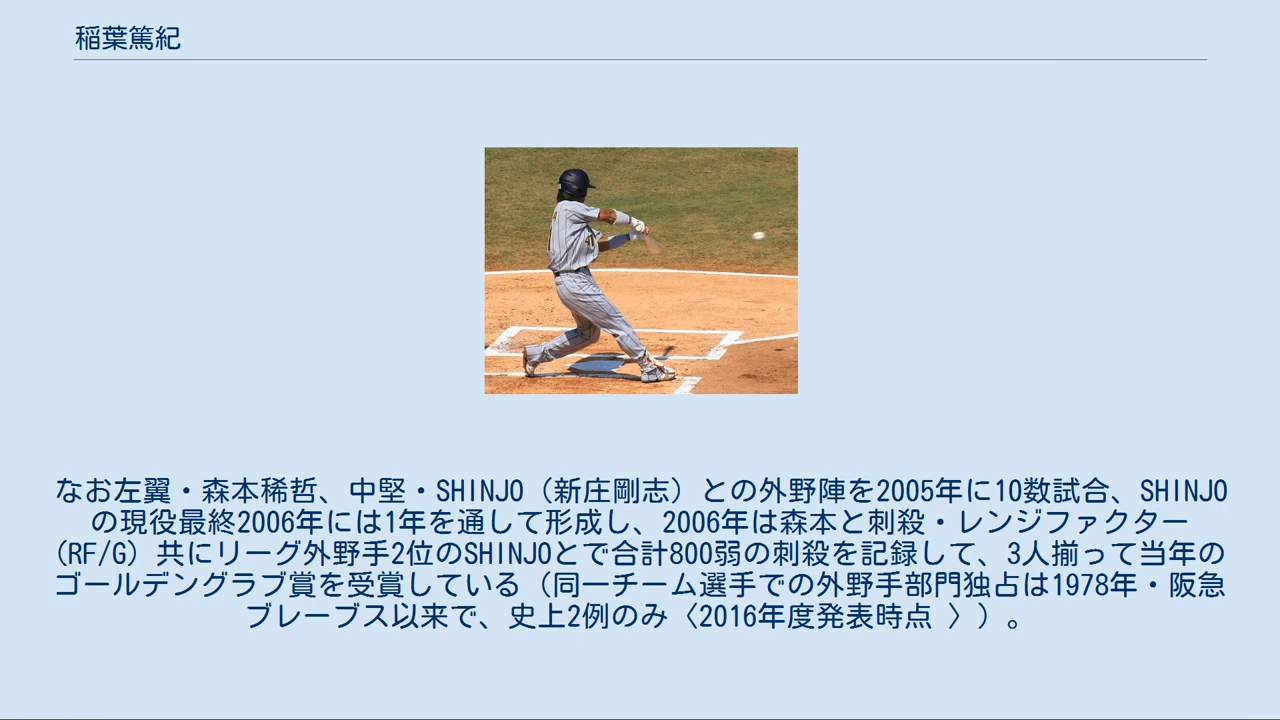 稲葉篤紀
なお左翼・森本稀哲、中堅・SHINJO（新庄剛志）との外野陣を2005年に10数試合、SHINJO
の現役最終2006年には1年を通して形成し、2006年は森本と刺殺・レンジファクター
(RF/G）共にリーグ外野手2位のSHINJOとで合計800弱の刺殺を記録して、3人揃って当年の
ゴールデングラブ賞を受賞している（同一チーム選手での外野手部門独占は1978年・阪急
ブレーブス以来で、史上2例のみ〈2016年度発表時点 〉）。